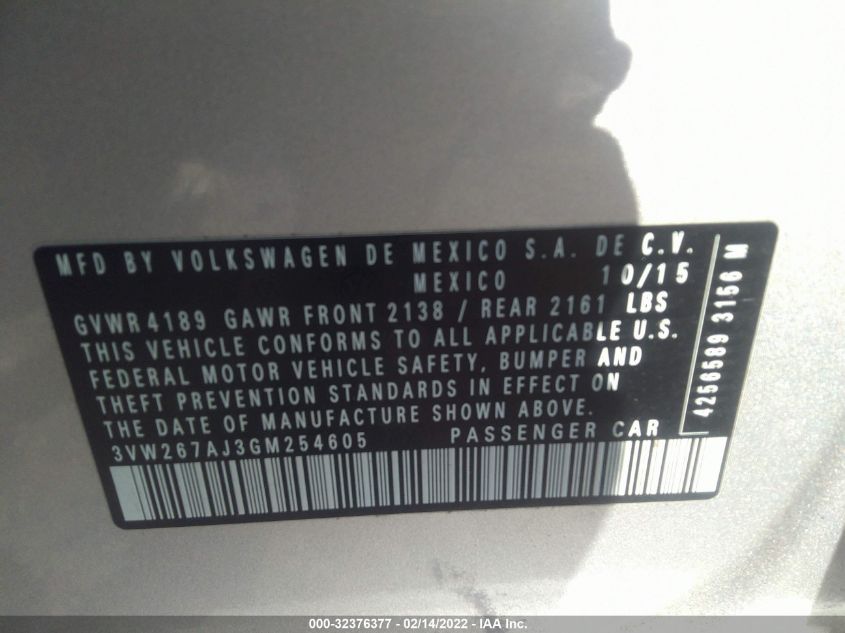 MFD BY VOLKSWAGEN DE MEXICO S.A. DE C.V.
MEXICO 10/15
GVWR 4189 GAWR FRONT 2138 / REAR 2161 LBS
THIS VEHICLE CONFORMS TO ALL APPLICABLE U.S.
FEDERAL MOTOR VEHICLE SAFETY, BUMPER AND
THEFT PREVENTION STANDARDS IN EFFECT ON
THE DATE OF MANUFACTURE SHOWN ABOVE.
3VW267AJ3GM254605 PASSENGER CAR
4256589 3156 M
000-32376377 - 02/14/2022 - IAA Inc.